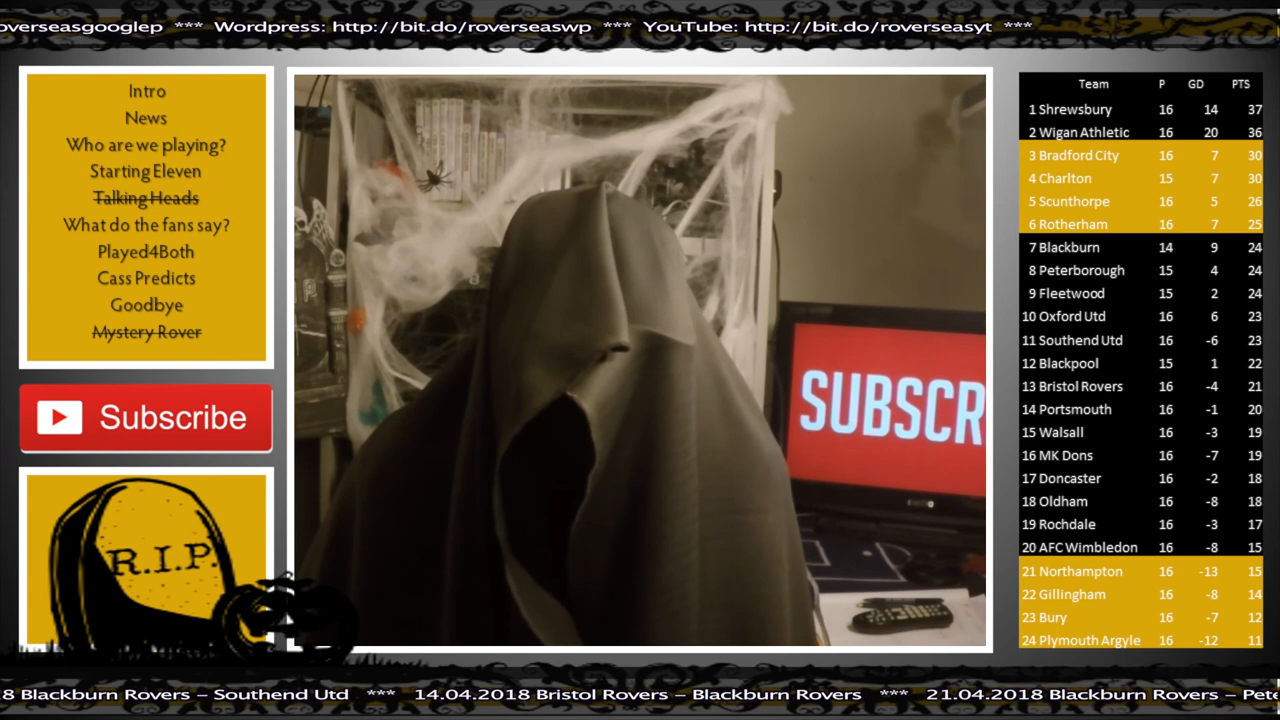 overseasgooglep *** Wordpress: http://bit.do/roverseaswp *** YouTube: http://bit.do/roverseasyt ***
Intro
News
Who are we playing?
Starting Eleven
Talking Heads
What do the fans say?
Played4Both
Cass Predicts
Goodbye
Mystery Rover
Subscribe
R.I.P.
SUBSCR
Team P GD PTS
1 Shrewsbury 16 14 37
2 Wigan Athletic 16 20 36
3 Bradford City 16 7 30
4 Charlton 15 7 30
5 Scunthorpe 16 5 26
6 Rotherham 16 7 25
7 Blackburn 14 9 24
8 Peterborough 15 4 24
9 Fleetwood 15 2 24
10 Oxford Utd 16 6 23
11 Southend Utd 16 -6 23
12 Blackpool 15 1 22
13 Bristol Rovers 16 -4 21
14 Portsmouth 16 -1 20
15 Walsall 16 -3 19
16 MK Dons 16 -7 19
17 Doncaster 16 -2 18
18 Oldham 16 -8 18
19 Rochdale 16 -3 17
20 AFC Wimbledon 16 -8 15
21 Northampton 16 -13 15
22 Gillingham 16 -8 14
23 Bury 16 -7 12
24 Plymouth Argyle 16 -12 11
8 Blackburn Rovers – Southend Utd *** 14.04.2018 Bristol Rovers – Blackburn Rovers *** 21.04.2018 Blackburn Rovers – Pete